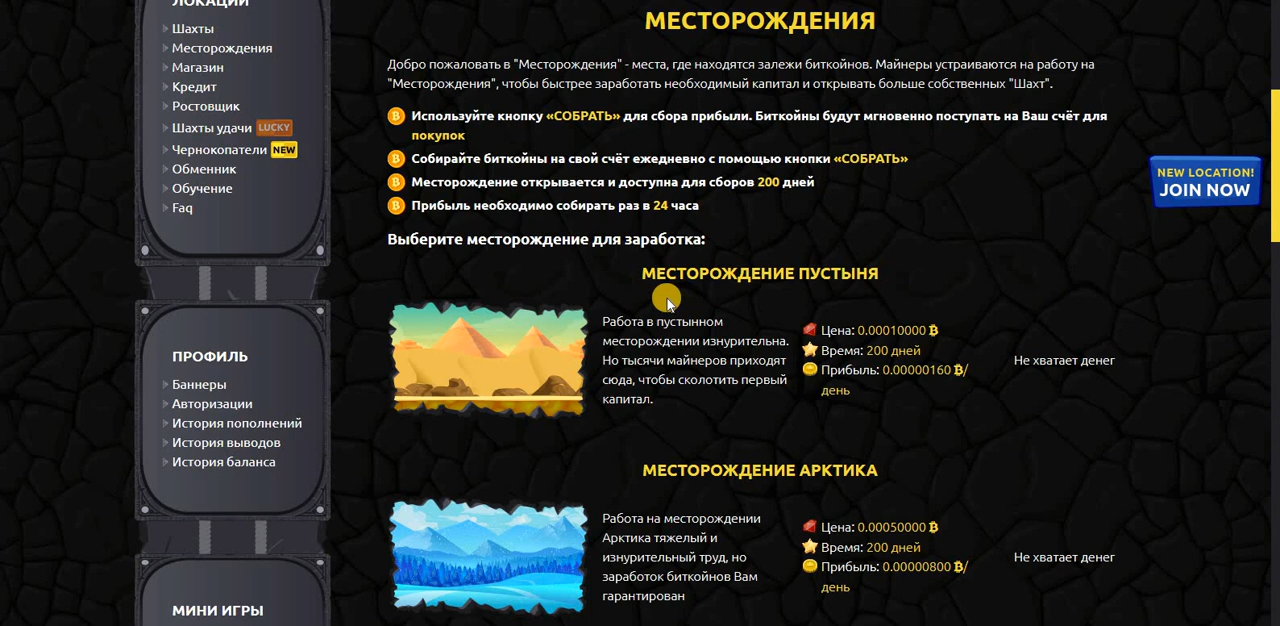 ЛОКАЦИИ
Шахты
Месторождения
Магазин
Кредит
Ростовщик
Шахты удачи LUCKY
Чернокопатели NEW
Обменник
Обучение
Faq
ПРОФИЛЬ
Баннеры
Авторизации
История пополнений
История выводов
История баланса
МИНИ ИГРЫ
МЕСТОРОЖДЕНИЯ
Добро пожаловать в "Месторождения" - места, где находятся залежи биткойнов. Майнеры устраиваются на работу на
"Месторождения", чтобы быстрее заработать необходимый капитал и открывать больше собственных "Шахт".
Используйте кнопку «СОБРАТЬ» для сбора прибыли. Биткойны будут мгновенно поступать на Ваш счёт для
покупок
Собирайте биткойны на свой счёт ежедневно с помощью кнопки «СОБРАТЬ»
Месторождение открывается и доступна для сборов 200 дней
Прибыль необходимо собирать раз в 24 часа
Выберите месторождение для заработка:
МЕСТОРОЖДЕНИЕ ПУСТЫНЯ
Работа в пустынном
месторождении изнурительна.
Но тысячи майнеров приходят
сюда, чтобы сколотить первый
капитал.
Цена: 0.00010000 ₿
Время: 200 дней
Прибыль: 0.00000160 ₿/
день
Не хватает денег
МЕСТОРОЖДЕНИЕ АРКТИКА
Работа на месторождении
Арктика тяжелый и
изнурительный труд, но
заработок биткойнов Вам
гарантирован
Цена: 0.00050000 ₿
Время: 200 дней
Прибыль: 0.00000800 ₿/
день
Не хватает денег
NEW LOCATION!
JOIN NOW